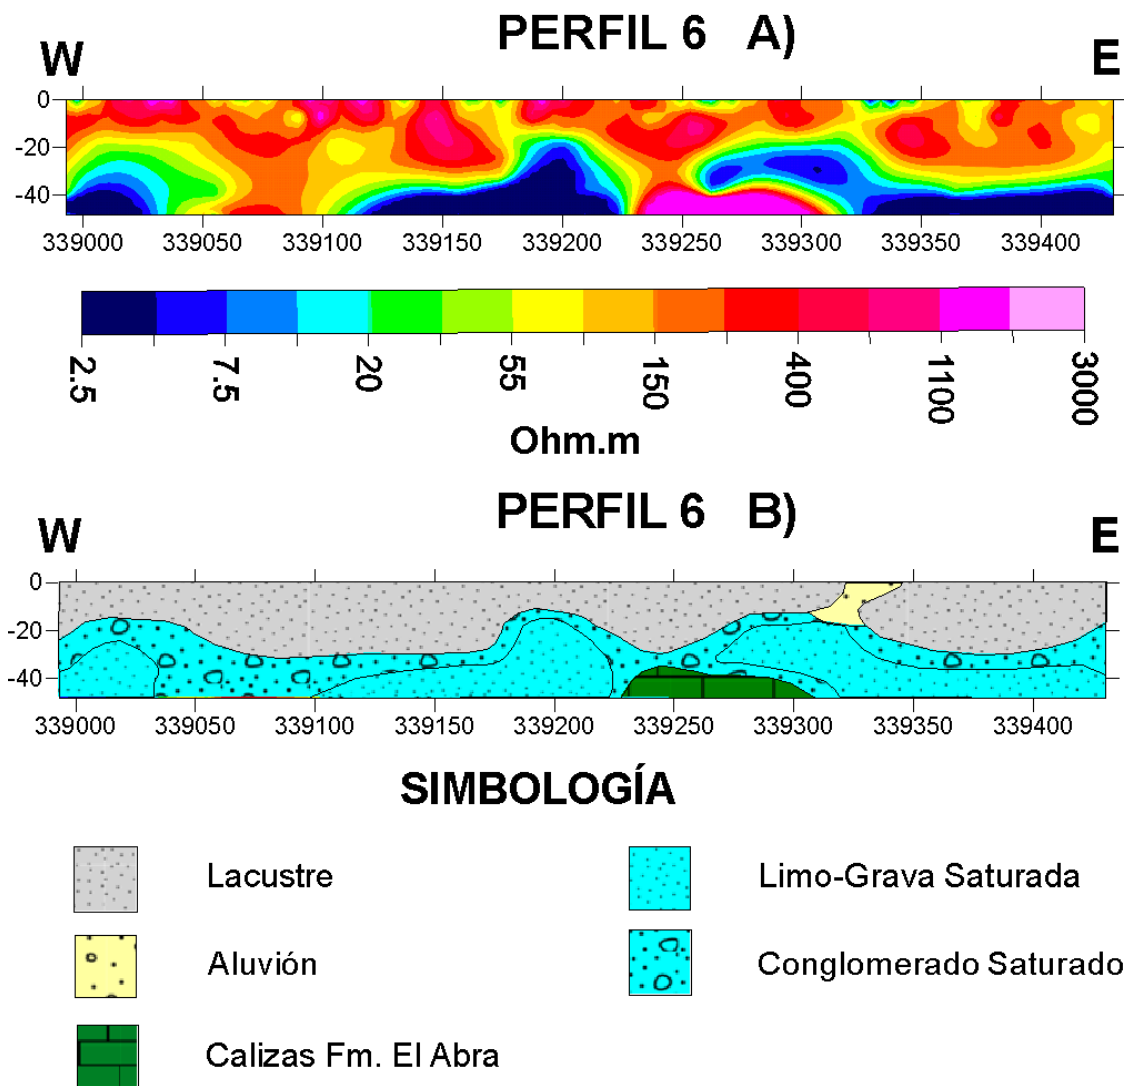 PERFIL 6 A)
W E
0
-20
-40
339000 339050 339100 339150 339200 339250 339300 339350 339400
2.5 7.5 20 55 150 400 1100 3000
Ohm.m
PERFIL 6 B)
W E
0
-20
-40
339000 339050 339100 339150 339200 339250 339300 339350 339400
SIMBOLOGÍA
Lacustre Limo-Grava Saturada
Aluvión Conglomerado Saturado
Calizas Fm. El Abra